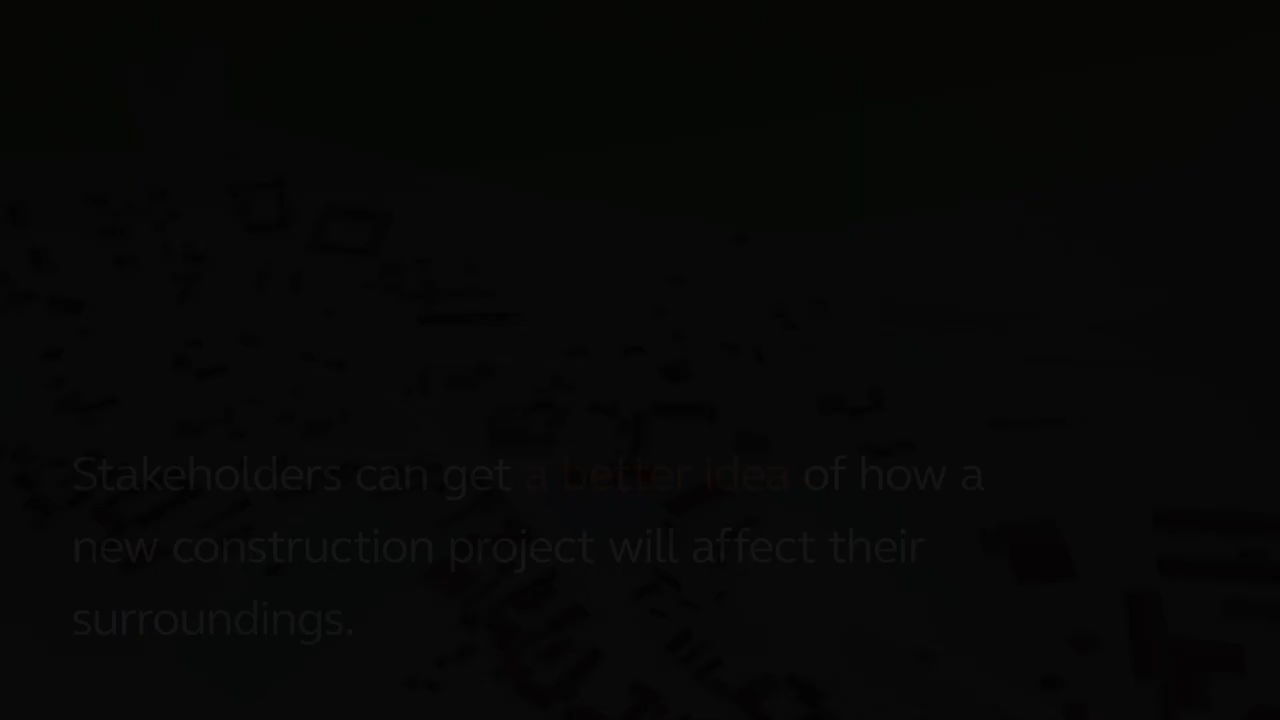 Stakeholders can get a better idea of how a
new construction project will affect their
surroundings.